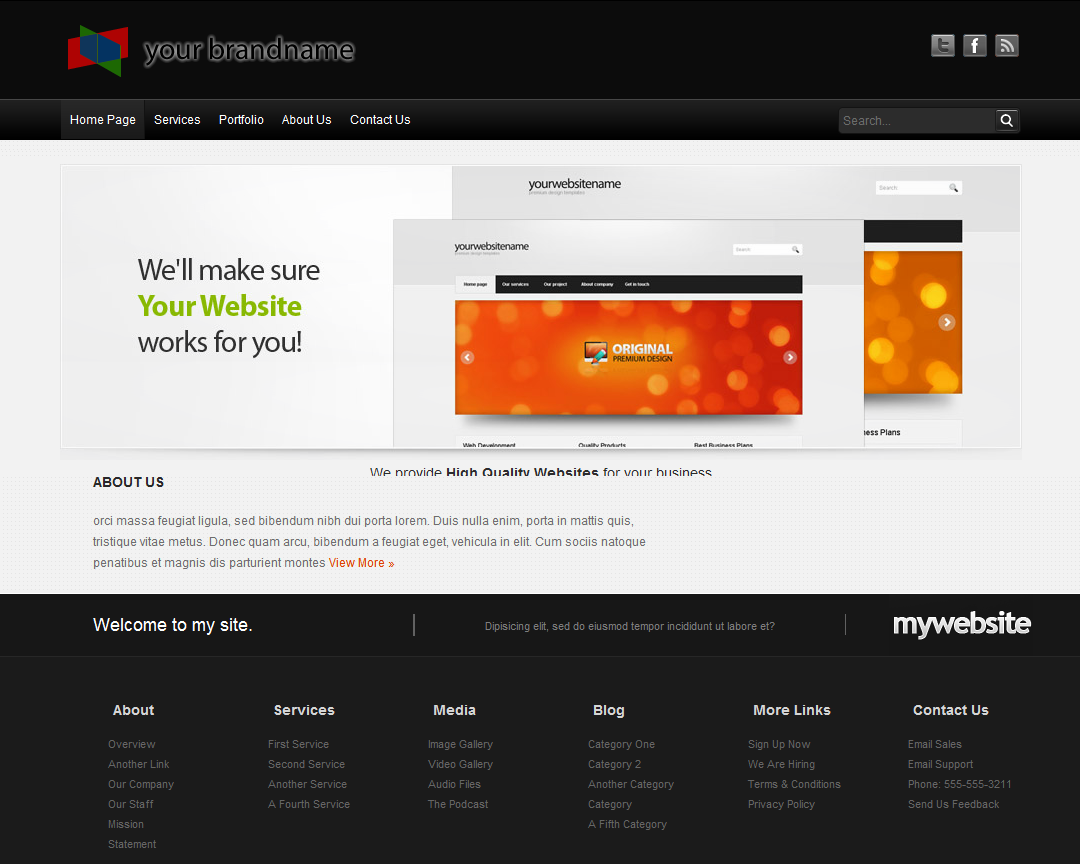 your brandname
Home Page Services Portfolio About Us Contact Us Search...
yourwebsitename
premium design templates
Search
We'll make sure
Your Website
works for you!
yourwebsitename
premium design templates
Search
Home page Our services Our project About company Get in touch
ORIGINAL
PREMIUM DESIGN
Web Development Quality Products Best Business Plans
ness Plans
We provide High Quality Websites for your business
ABOUT US
orci massa feugiat ligula, sed bibendum nibh dui porta lorem. Duis nulla enim, porta in mattis quis,
tristique vitae metus. Donec quam arcu, bibendum a feugiat eget, vehicula in elit. Cum sociis natoque
penatibus et magnis dis parturient montes View More »
Welcome to my site. Dipisicing elit, sed do eiusmod tempor incididunt ut labore et? mywebsite
About Services Media Blog More Links Contact Us
Overview First Service Image Gallery Category One Sign Up Now Email Sales
Another Link Second Service Video Gallery Category 2 We Are Hiring Email Support
Our Company Another Service Audio Files Another Category Terms & Conditions Phone: 555-555-3211
Our Staff A Fourth Service The Podcast Category Privacy Policy Send Us Feedback
Mission A Fifth Category
Statement